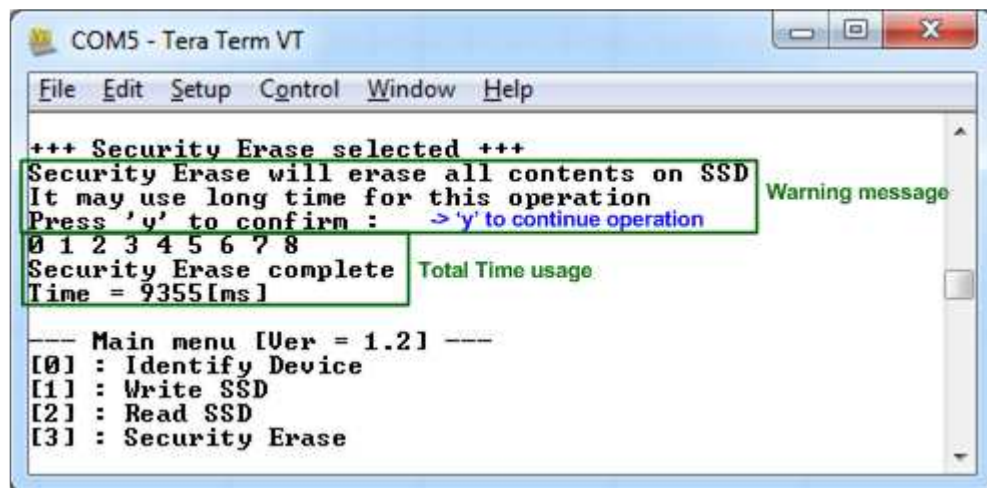 COM5 - Tera Term VT
File Edit Setup Control Window Help
+++ Security Erase selected +++
Security Erase will erase all contents on SSD
It may use long time for this operation
Warning message
Press 'y' to confirm : -> 'y' to continue operation
0 1 2 3 4 5 6 7 8
Security Erase complete Total Time usage
Time = 9355[ms]
--- Main menu [Ver = 1.2] ---
[0] : Identify Device
[1] : Write SSD
[2] : Read SSD
[3] : Security Erase